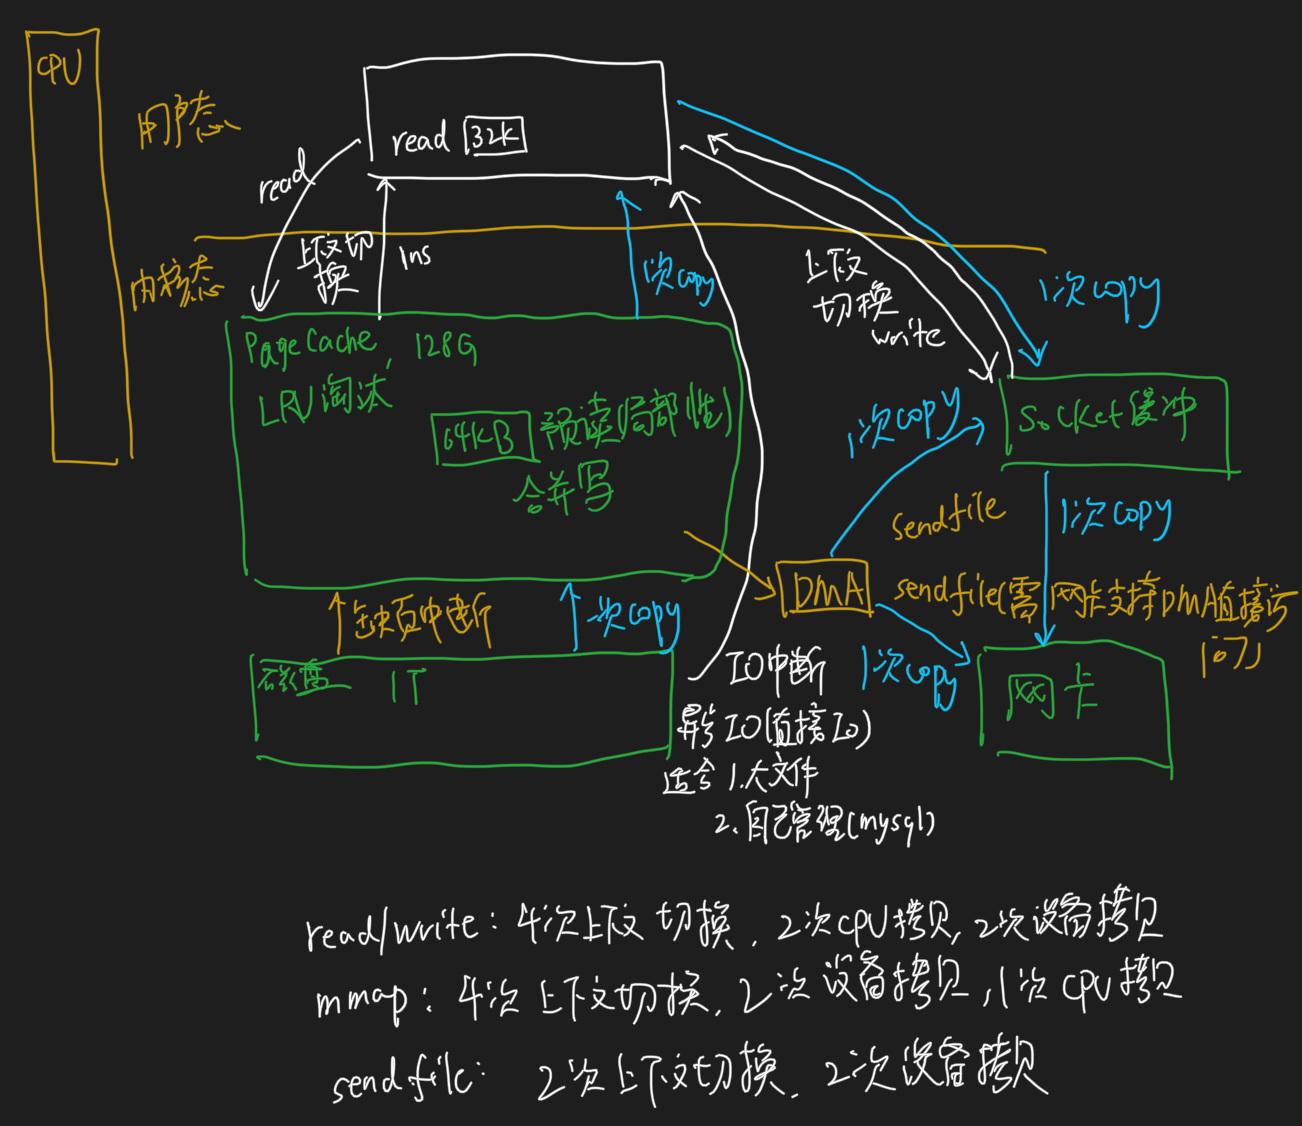 CPU
用户态
read 32K
read
上下文切
换
1ns
内核态
1次copy
上下文
切换
write
1次copy
PageCache, 128G
LRU淘汰
64KB 预读(局部性)
合并写
1次copy
Socket缓冲
sendfile
1次copy
DMA
sendfile(需网卡支持DMA直接访
问)
缺页中断
一次copy
1次copy
磁盘 1T
IO中断
异步IO(直接IO)
适合 1.大文件
2.自己管理(mysql)
网卡
read/write: 4次上下文切换, 2次CPU拷贝, 2次设备拷贝
mmap: 4次上下文切换, 2次设备拷贝, 1次CPU拷贝
sendfile: 2次上下文切换, 2次设备拷贝